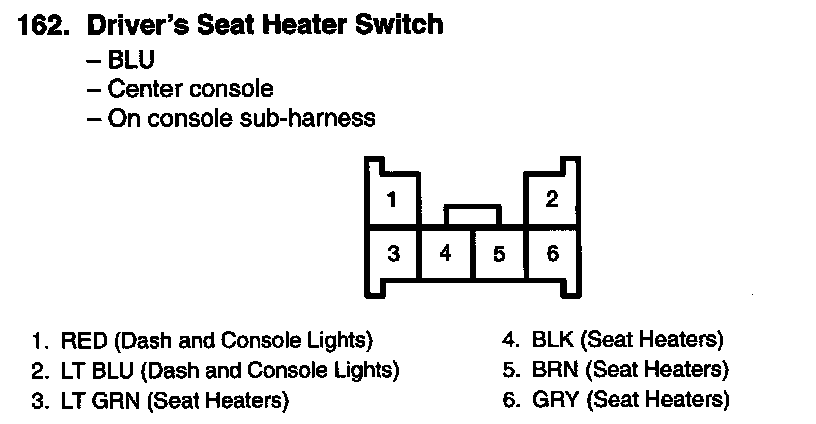 162. Driver's Seat Heater Switch
– BLU
– Center console
– On console sub-harness
1 2
3 4 5 6
1. RED (Dash and Console Lights)
2. LT BLU (Dash and Console Lights)
3. LT GRN (Seat Heaters)
4. BLK (Seat Heaters)
5. BRN (Seat Heaters)
6. GRY (Seat Heaters)